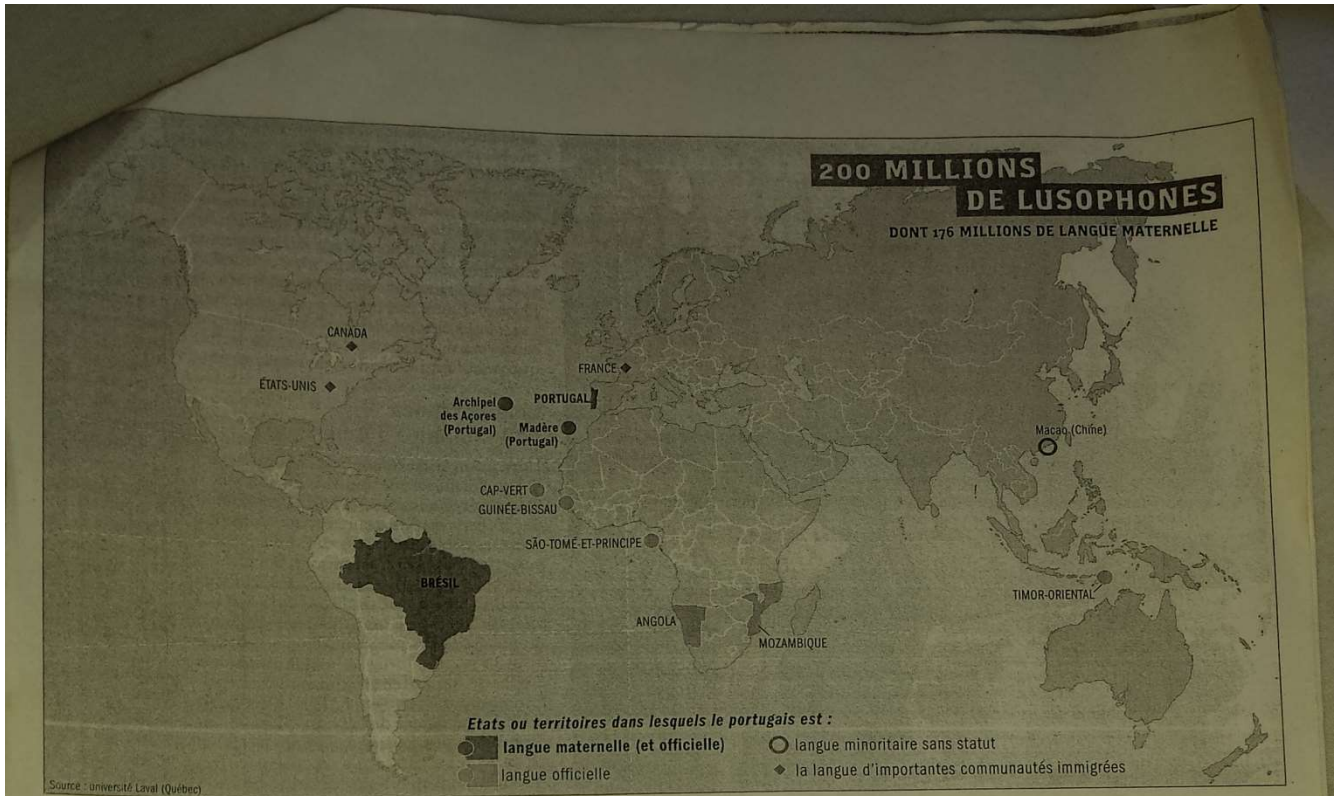 200 MILLIONS
DE LUSOPHONES
DONT 176 MILLIONS DE LANGUE MATERNELLE
CANADA
ÉTATS-UNIS
FRANCE
PORTUGAL
Archipel
des Açores
(Portugal)
Madère
(Portugal)
Macao (Chine)
CAP-VERT
GUINÉE-BISSAU
SÃO-TOMÉ-ET-PRINCIPE
BRÉSIL
TIMOR-ORIENTAL
ANGOLA
MOZAMBIQUE
Etats ou territoires dans lesquels le portugais est :
langue maternelle (et officielle)
langue officielle
langue minoritaire sans statut
la langue d'importantes communautés immigrées
Source : université Laval (Québec)